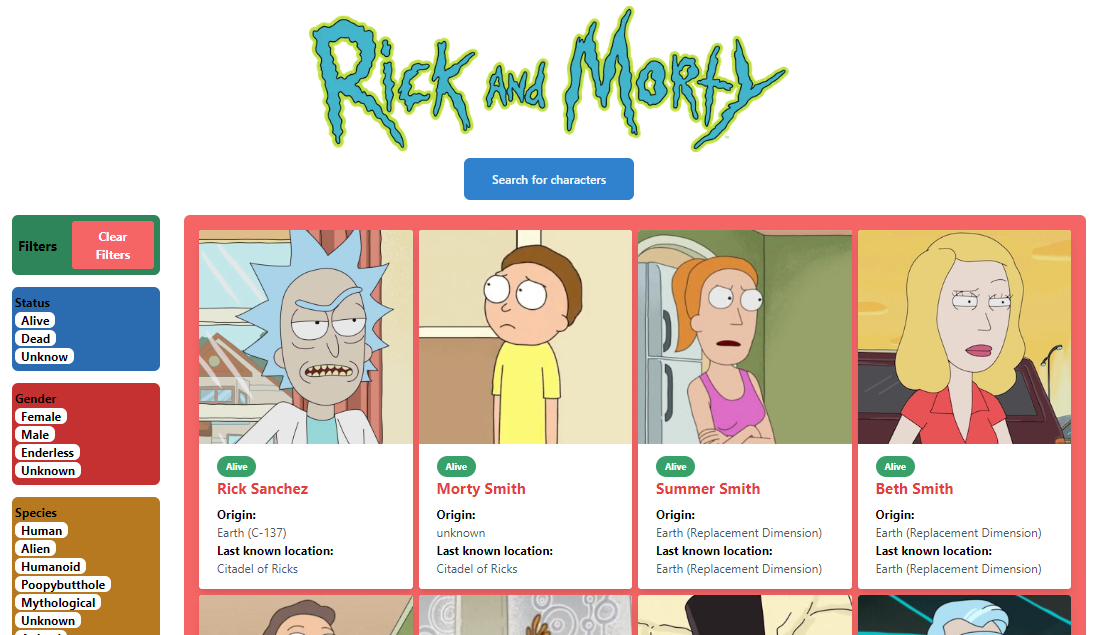 Rick and Morty
Search for characters
Filters
Clear
Filters
Status
Alive
Dead
Unknow
Gender
Female
Male
Enderless
Unknown
Species
Human
Alien
Humanoid
Poopybutthole
Mythological
Unknown
Alive
Rick Sanchez
Origin:
Earth (C-137)
Last known location:
Citadel of Ricks
Alive
Morty Smith
Origin:
unknown
Last known location:
Citadel of Ricks
Alive
Summer Smith
Origin:
Earth (Replacement Dimension)
Last known location:
Earth (Replacement Dimension)
Alive
Beth Smith
Origin:
Earth (Replacement Dimension)
Last known location:
Earth (Replacement Dimension)